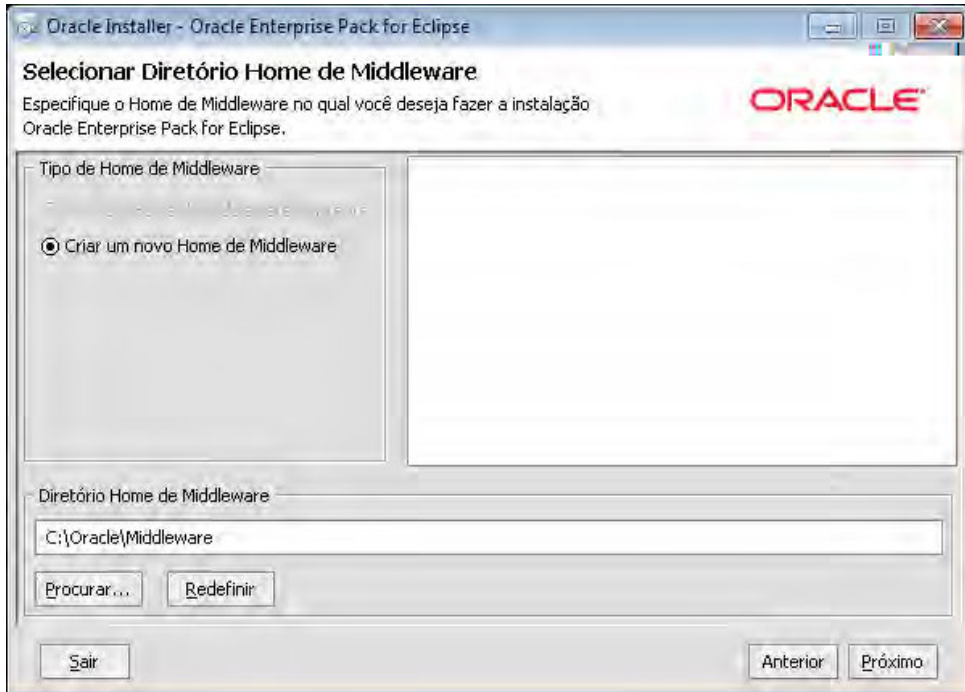 Oracle Installer - Oracle Enterprise Pack for Eclipse
Selecionar Diretório Home de Middleware
Especifique o Home de Middleware no qual você deseja fazer a instalação
Oracle Enterprise Pack for Eclipse.
ORACLE
Tipo de Home de Middleware
Criar um novo Home de Middleware
Diretório Home de Middleware
C:\Oracle\Middleware
Procurar...
Redefinir
Sair
Anterior
Próximo